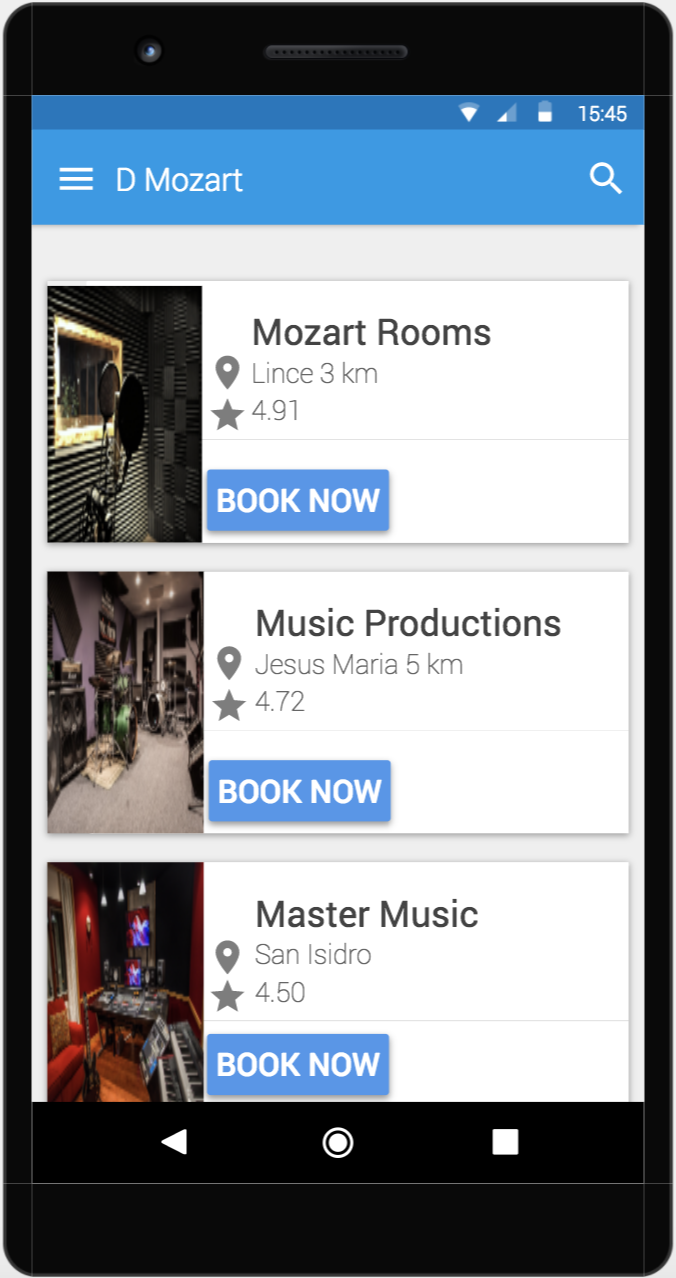 15:45
D Mozart
Mozart Rooms
Lince 3 km
4.91
BOOK NOW
Music Productions
Jesus Maria 5 km
4.72
BOOK NOW
Master Music
San Isidro
4.50
BOOK NOW